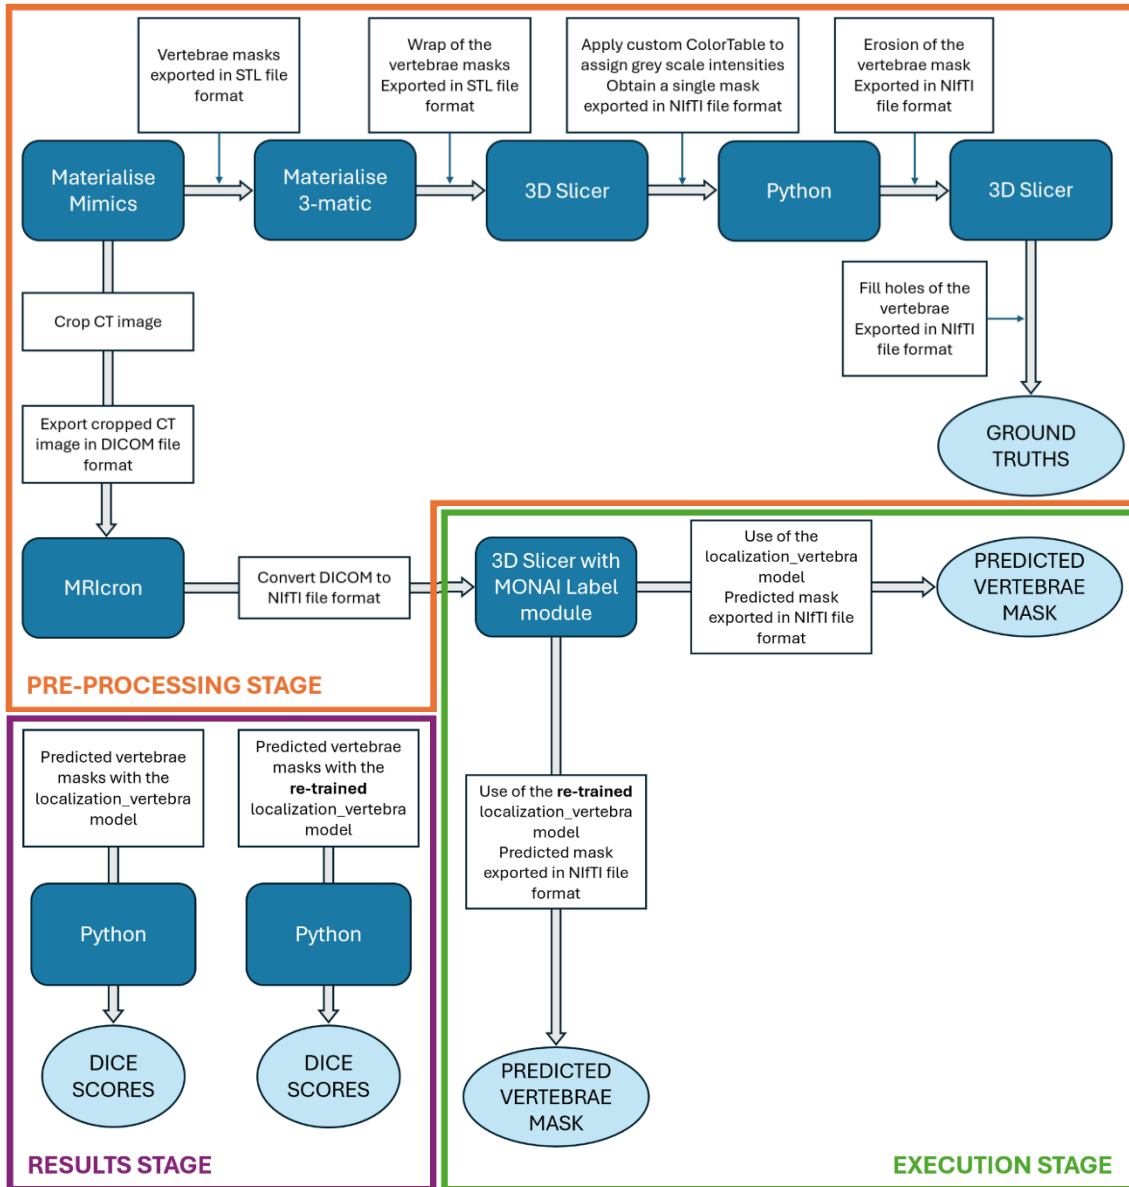 Vertebrae masks
exported in STL file
format
Wrap of the
vertebrae masks
Exported in STL file
format
Apply custom ColorTable to
assign grey scale intensities
Obtain a single mask
exported in NIfTI file format
Erosion of the
vertebrae mask
Exported in NIfTI
file format
Materialise
Mimics
Materialise
3-matic
3D Slicer
Python
3D Slicer
Crop CT image
Fill holes of the
vertebrae
Exported in NIfTI
file format
Export cropped CT
image in DICOM file
format
GROUND
TRUTHS
MRIcron
Convert DICOM to
NIfTI file format
PRE-PROCESSING STAGE
3D Slicer with
MONAI Label
module
Use of the
localization_vertebra
model
Predicted mask
exported in NIfTI file
format
PREDICTED
VERTEBRAE
MASK
Use of the re-trained
localization_vertebra
model
Predicted mask
exported in NIfTI file
format
PREDICTED
VERTEBRAE
MASK
EXECUTION STAGE
Predicted vertebrae
masks with the
localization_vertebra
model
Predicted vertebrae
masks with the
re-trained
localization_vertebra
model
Python
Python
DICE
SCORES
DICE
SCORES
RESULTS STAGE